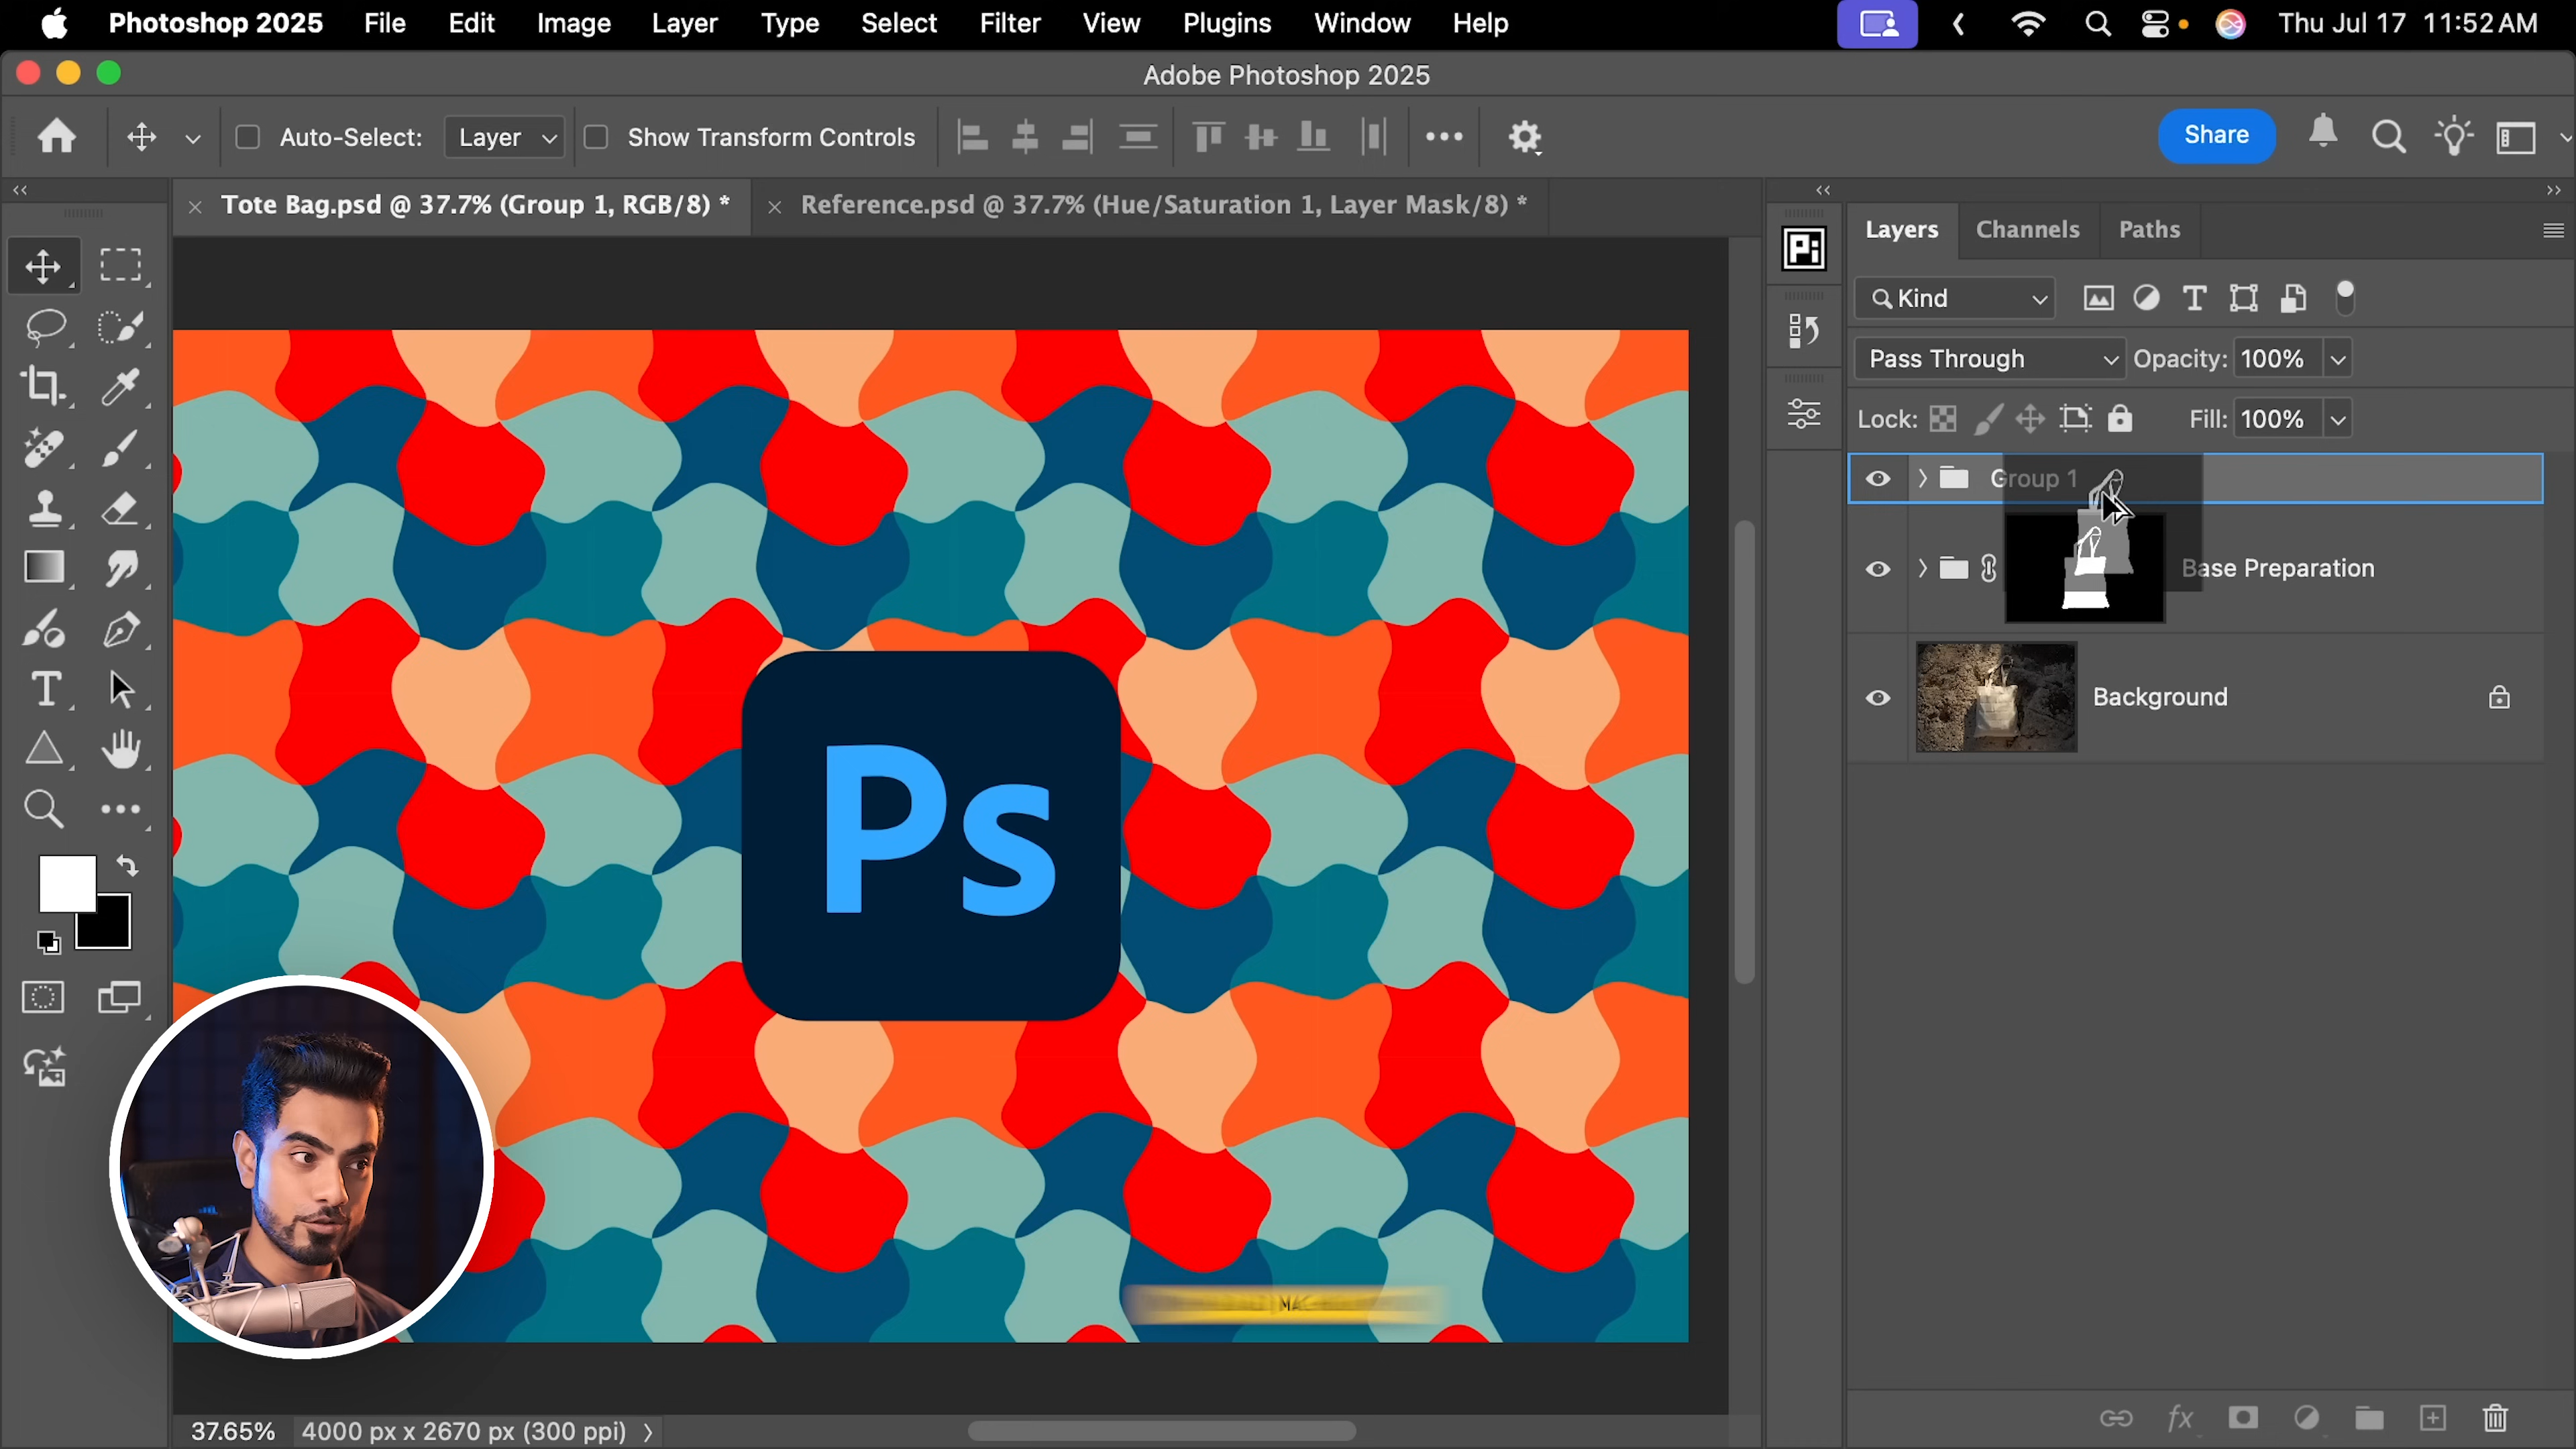 Photoshop 2025 File Edit Image Layer Type Select Filter View Plugins Window Help Thu Jul 17 11:52 AM
Adobe Photoshop 2025
Auto-Select: Layer Show Transform Controls Share
Tote Bag.psd @ 37.7% (Group 1, RGB/8) * Reference.psd @ 37.7% (Hue/Saturation 1, Layer Mask/8) *
Pi
Layers Channels Paths
Kind
Pass Through Opacity: 100%
Lock: Fill: 100%
Group 1
Base Preparation
Background
Ps
MAC
37.65% 4000 px x 2670 px (300 ppi)
fx